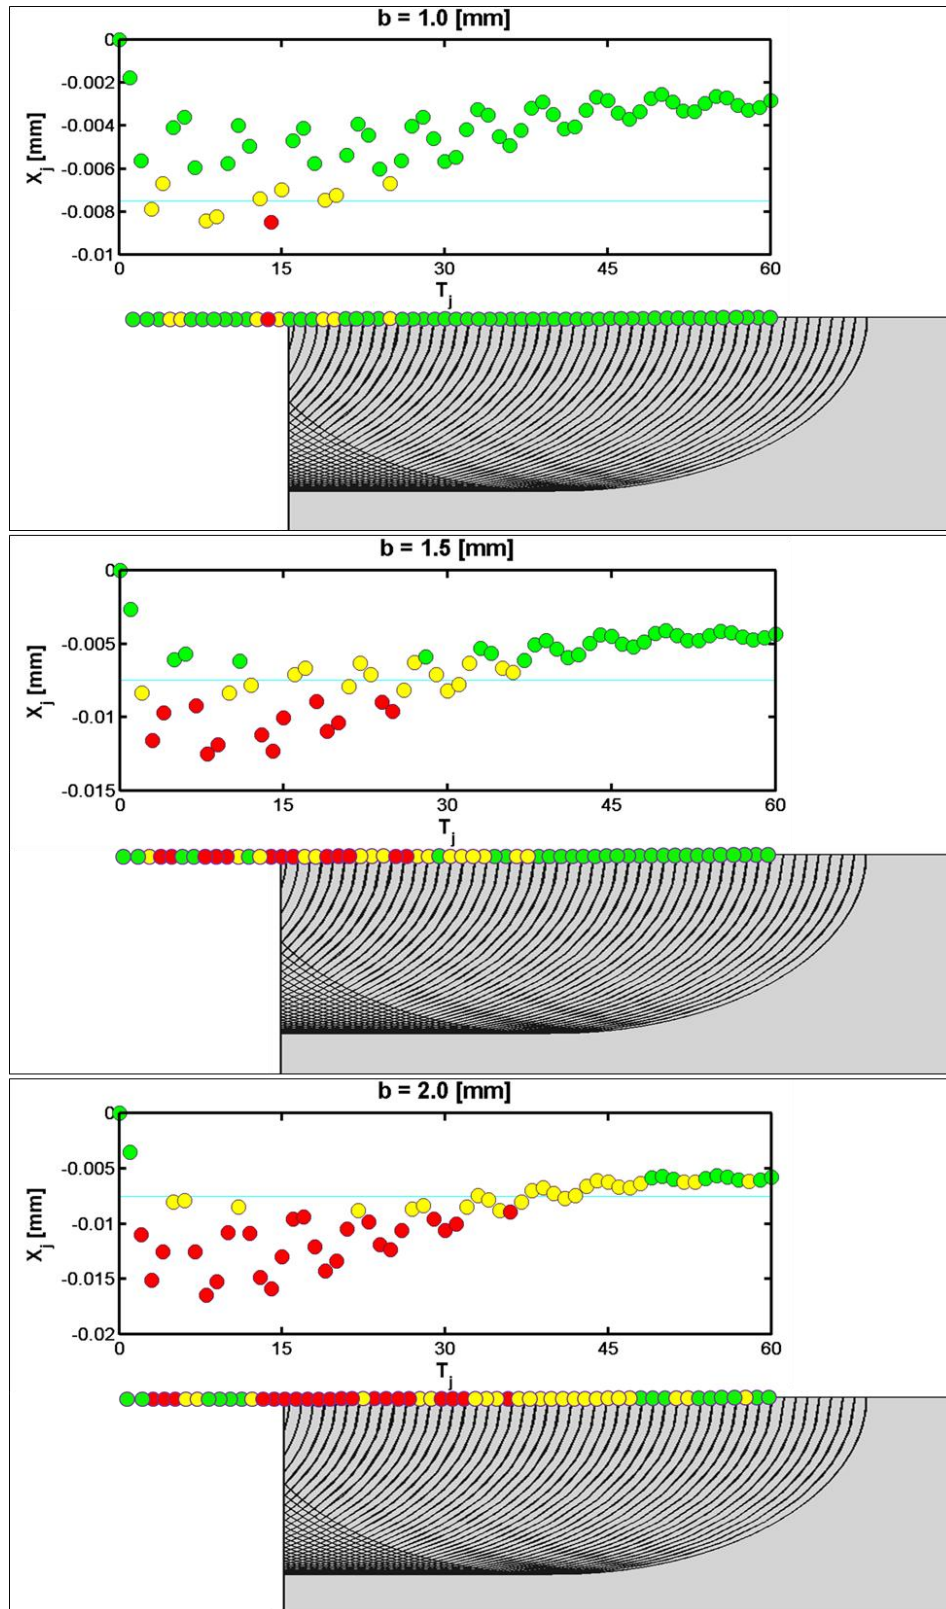 b = 1.0 [mm]
0
-0.002
-0.004
-0.006
-0.008
-0.01
X_j [mm]
0 15 30 45 60
T_j
b = 1.5 [mm]
0
-0.005
-0.01
-0.015
X_j [mm]
0 15 30 45 60
T_j
b = 2.0 [mm]
0
-0.005
-0.01
-0.015
-0.02
X_j [mm]
0 15 30 45 60
T_j